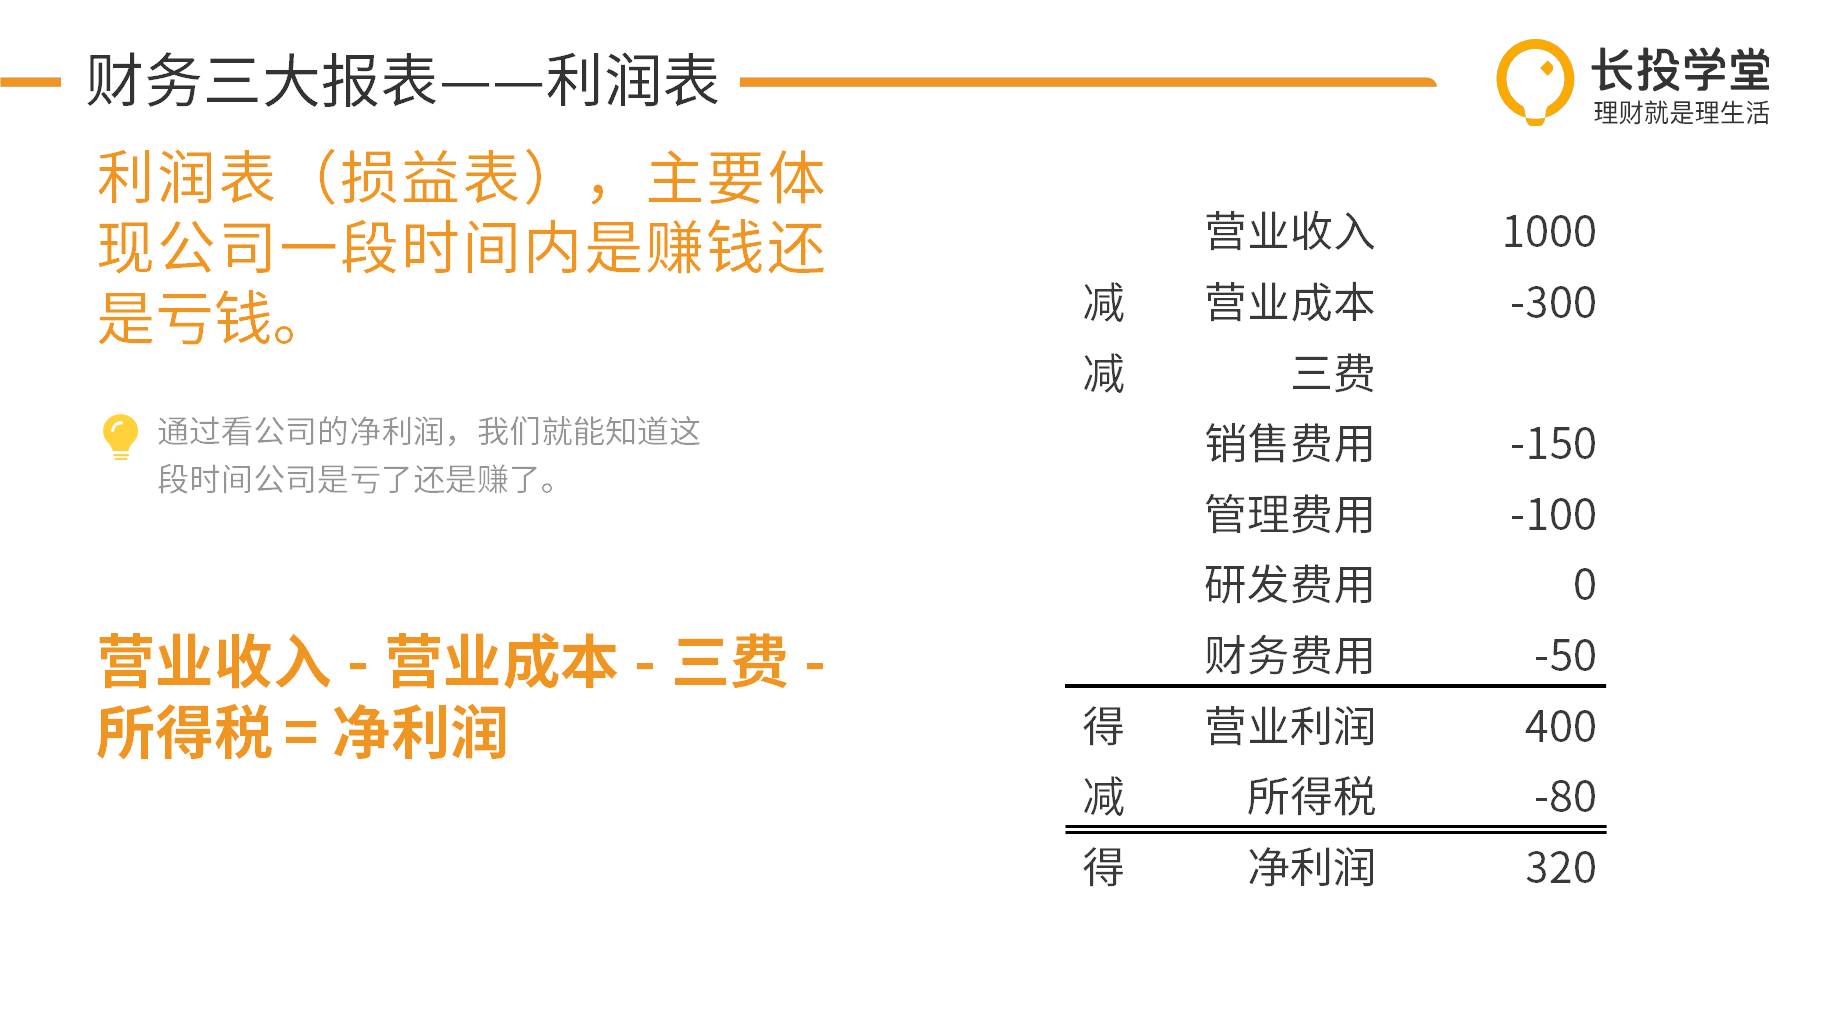 财务三大报表——利润表
长投学堂
理财就是理生活
利润表（损益表），主要体
现公司一段时间内是赚钱还
是亏钱。
通过看公司的净利润，我们就能知道这
段时间公司是亏了还是赚了。
营业收入 - 营业成本 - 三费 -
所得税 = 净利润
营业收入 1000
减 营业成本 -300
减 三费
销售费用 -150
管理费用 -100
研发费用 0
财务费用 -50
得 营业利润 400
减 所得税 -80
得 净利润 320